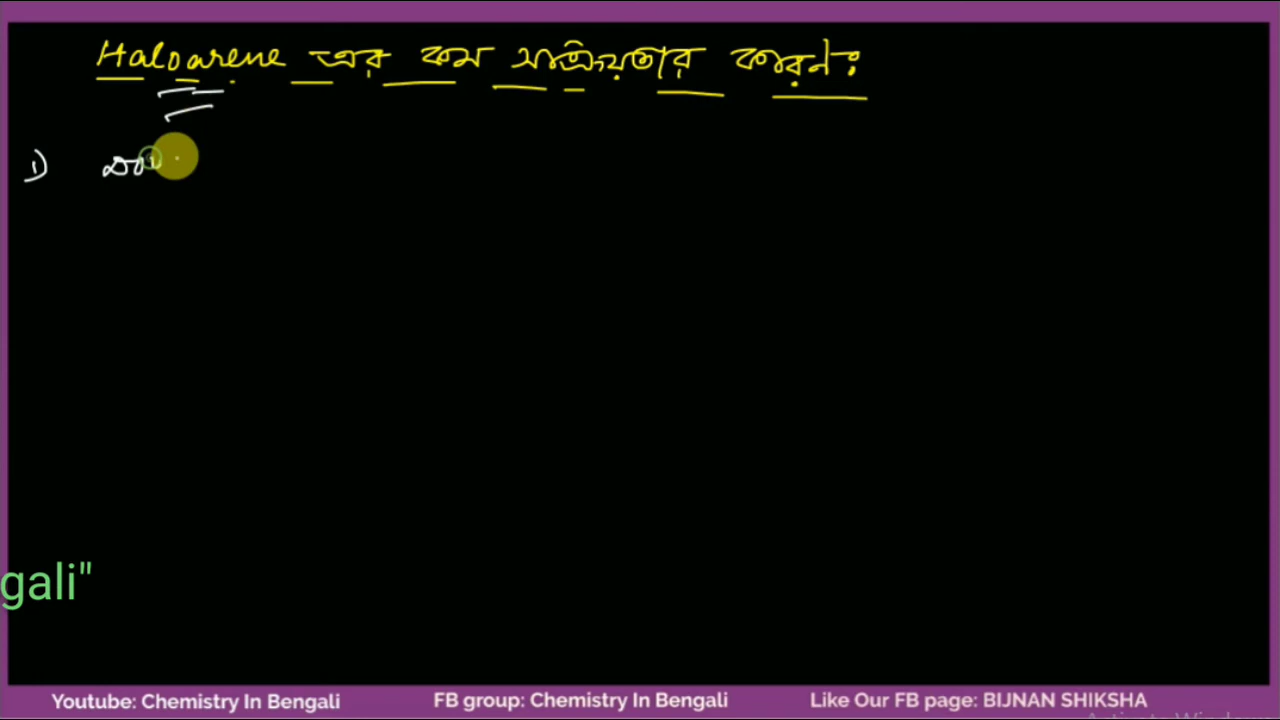 Haloarene এর কম সক্রিয়তার কারণঃ
1)
gali"
Youtube: Chemistry In Bengali FB group: Chemistry In Bengali Like Our FB page: BIJNAN SHIKSHA